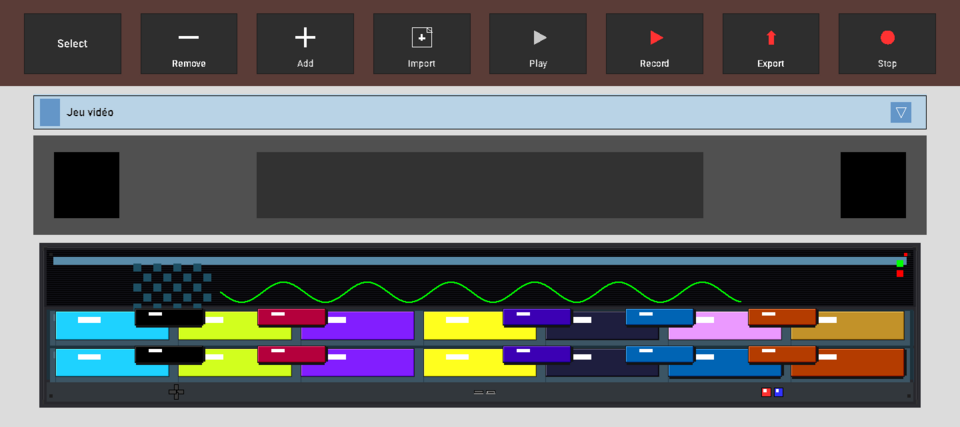 Select
Remove
Add
Import
Play
Record
Export
Stop
Jeu vidéo